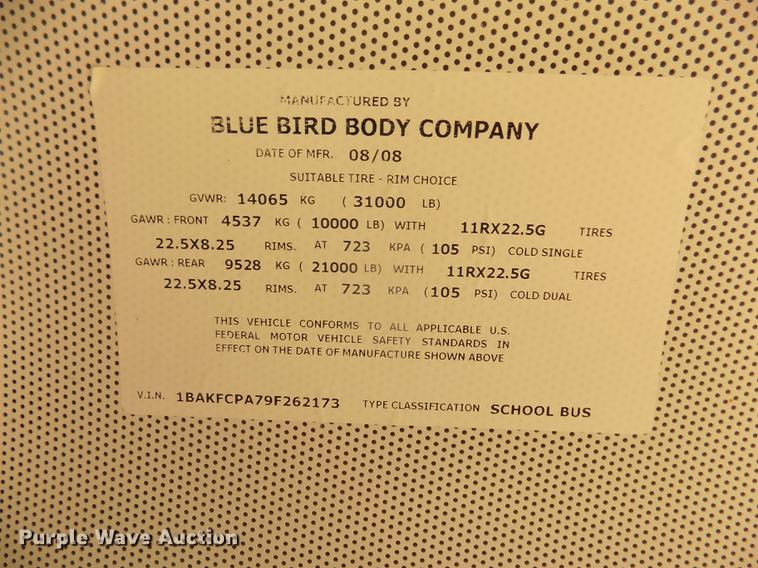 MANUFACTURED BY
BLUE BIRD BODY COMPANY
DATE OF MFR. 08/08
SUITABLE TIRE - RIM CHOICE
GVWR: 14065 KG ( 31000 LB)
GAWR : FRONT 4537 KG ( 10000 LB) WITH 11RX22.5G TIRES
22.5X8.25 RIMS. AT 723 KPA ( 105 PSI) COLD SINGLE
GAWR : REAR 9528 KG ( 21000 LB) WITH 11RX22.5G TIRES
22.5X8.25 RIMS. AT 723 KPA (105 PSI) COLD DUAL
THIS VEHICLE CONFORMS TO ALL APPLICABLE U.S.
FEDERAL MOTOR VEHICLE SAFETY STANDARDS IN
EFFECT ON THE DATE OF MANUFACTURE SHOWN ABOVE
V.I.N. 1BAKFCPA79F262173 TYPE CLASSIFICATION SCHOOL BUS
Purple Wave Auction